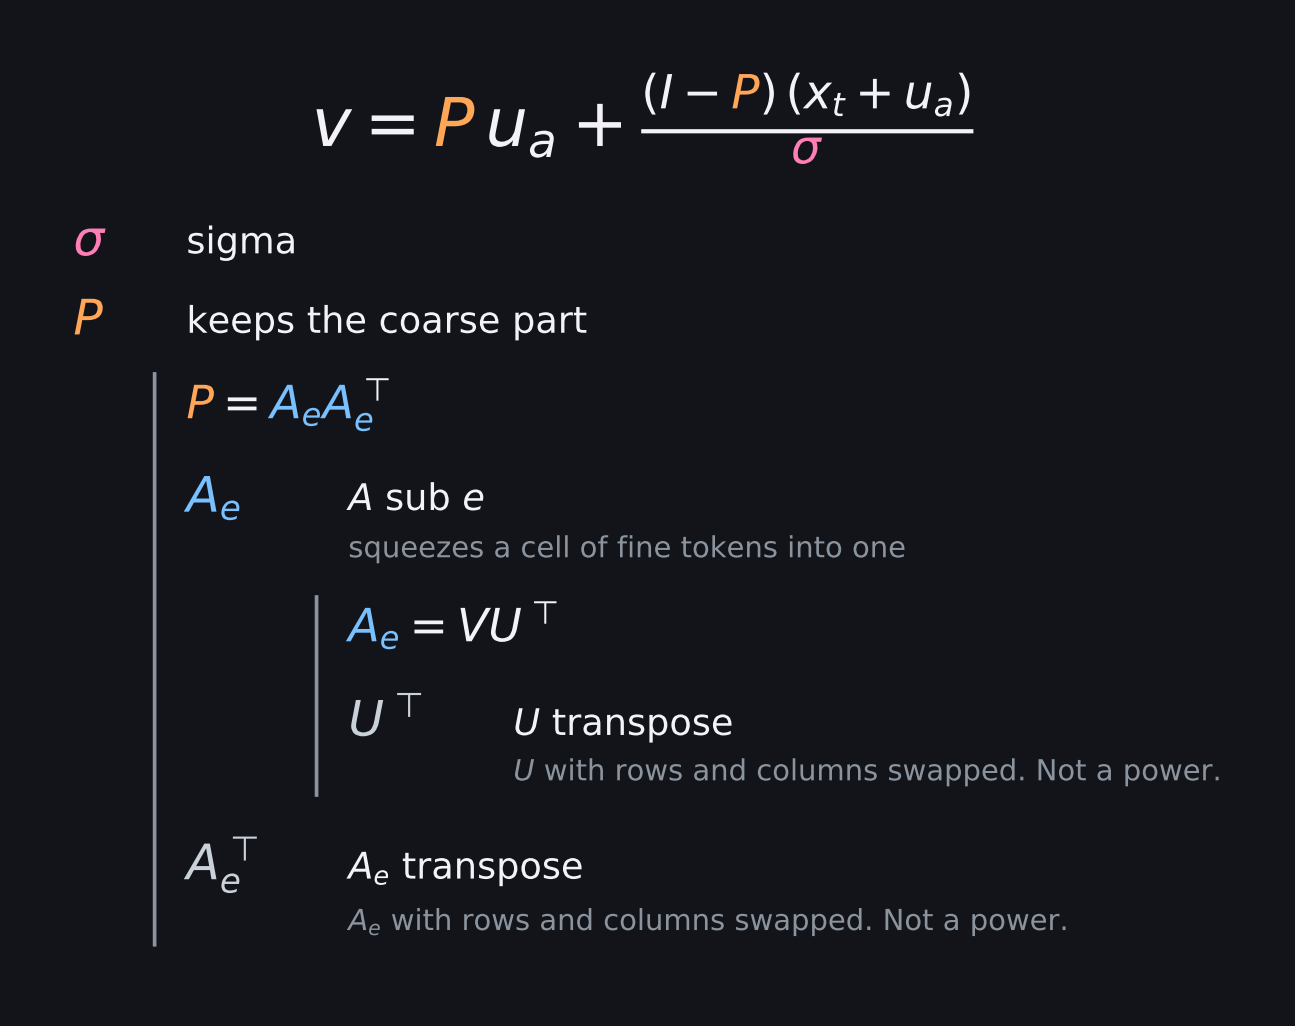 v = P u_a + (I − P) (x_t + u_a) / σ
σ sigma
P keeps the coarse part
P = A_e A_e^⊤
A_e A sub e
squeezes a cell of fine tokens into one
A_e = VU^⊤
U^⊤ U transpose
U with rows and columns swapped. Not a power.
A_e^⊤ A_e transpose
A_e with rows and columns swapped. Not a power.